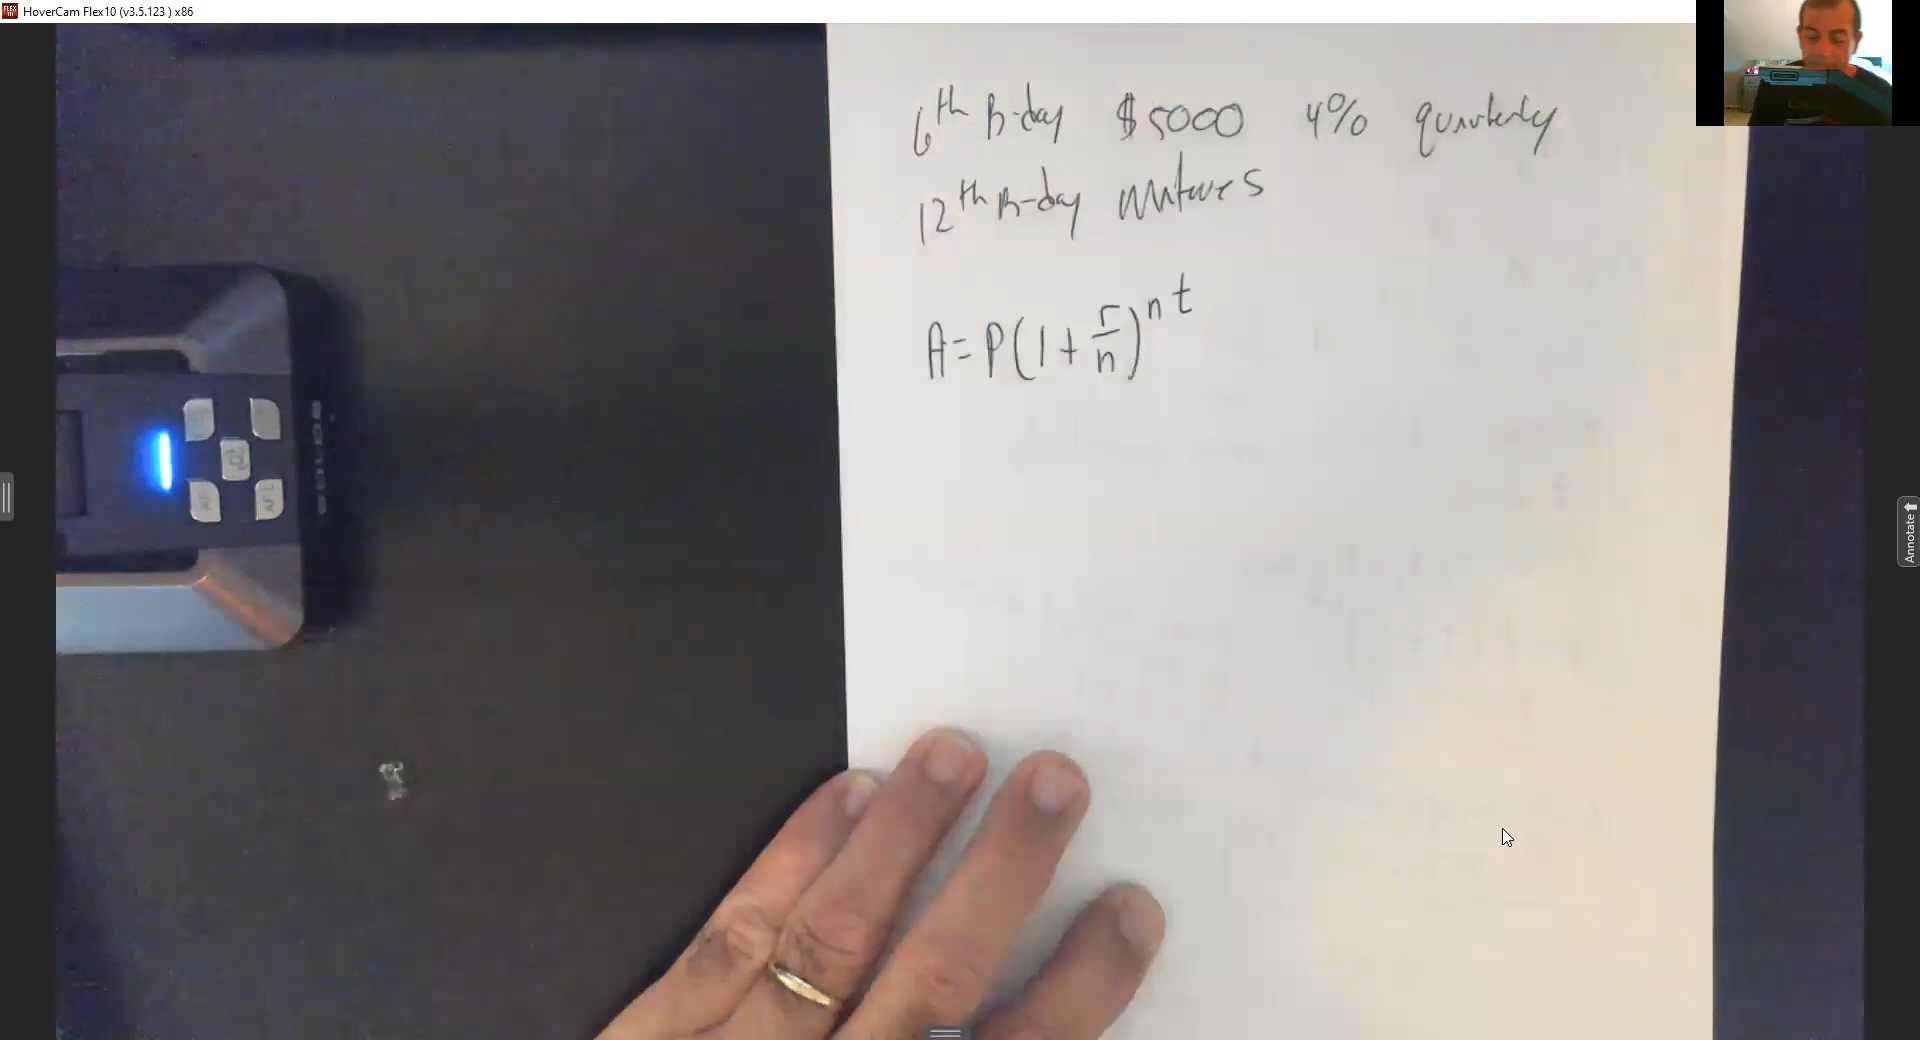 HoverCam Flex10 (v3.5.123 ) x86
6th B-day $5000 4% quarterly
12th B-day matures
A=P(1+r/n)^nt
Annotate